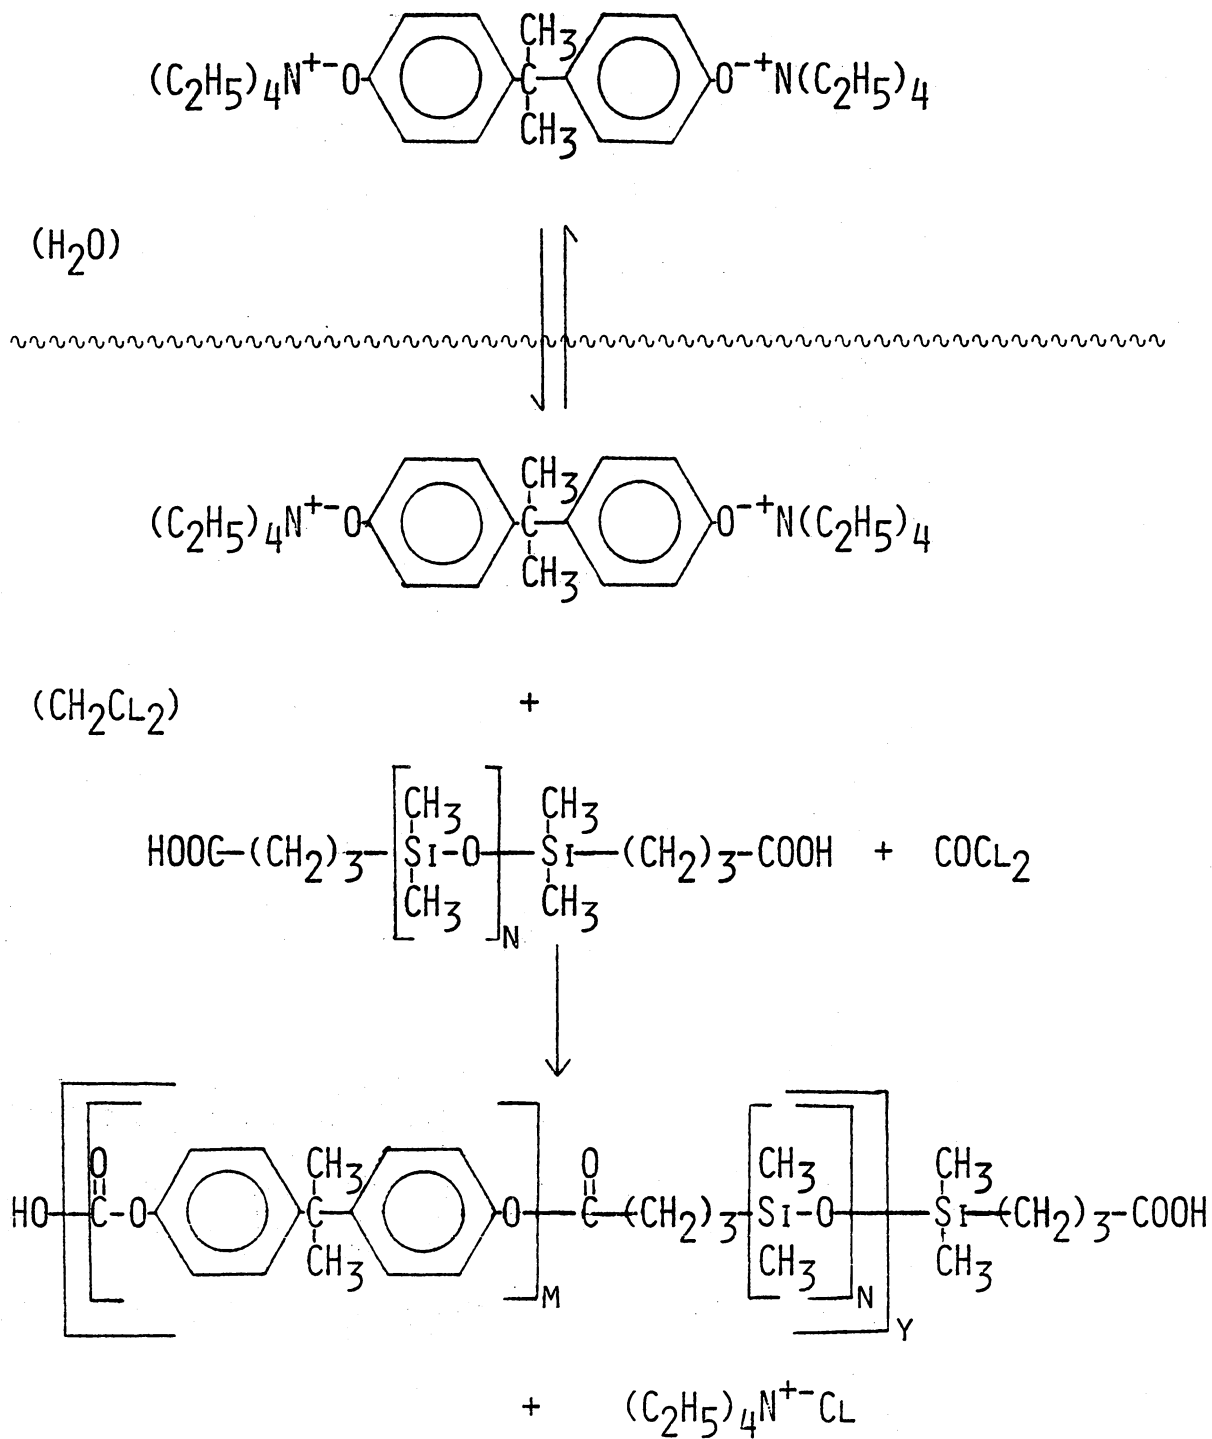 CH3
(C2H5)4N+-O-C-O-+N(C2H5)4
CH3
(H2O)
CH3
(C2H5)4N+-O-C-O-+N(C2H5)4
CH3
(CH2CL2) +
CH3 CH3
HOOC-(CH2)3-SI-O-SI-(CH2)3-COOH + COCL2
CH3 CH3
N
O CH3 O CH3 CH3
HO-C-O-C-O-C-(CH2)3-SI-O-SI-(CH2)3-COOH
CH3 CH3 CH3
M N
Y
+ (C2H5)4N+-CL